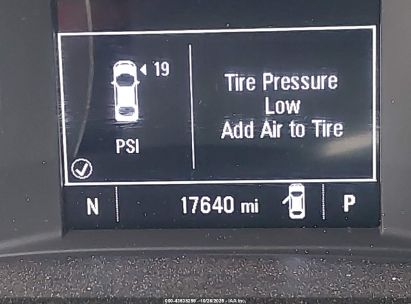 19
Tire Pressure
Low
Add Air to Tire
PSI
N 17640 mi P